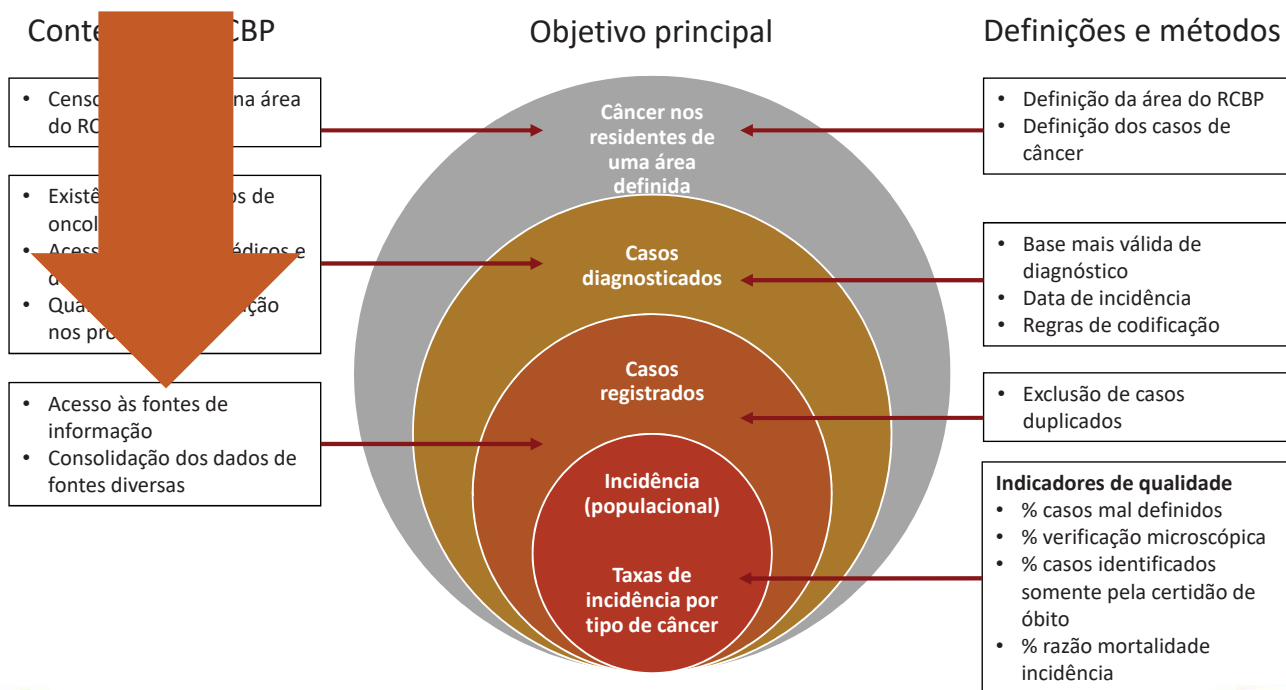 Conte CBP
Objetivo principal
Definições e métodos
• Censo na área
do RC
• Existê os de
oncol
• Acess édicos e
d
• Qua ção
nos pro
• Acesso às fontes de
informação
• Consolidação dos dados de
fontes diversas
Câncer nos
residentes de
uma área
definida
Casos
diagnosticados
Casos
registrados
Incidência
(populacional)
Taxas de
incidência por
tipo de câncer
• Definição da área do RCBP
• Definição dos casos de
câncer
• Base mais válida de
diagnóstico
• Data de incidência
• Regras de codificação
• Exclusão de casos
duplicados
Indicadores de qualidade
• % casos mal definidos
• % verificação microscópica
• % casos identificados
somente pela certidão de
óbito
• % razão mortalidade
incidência